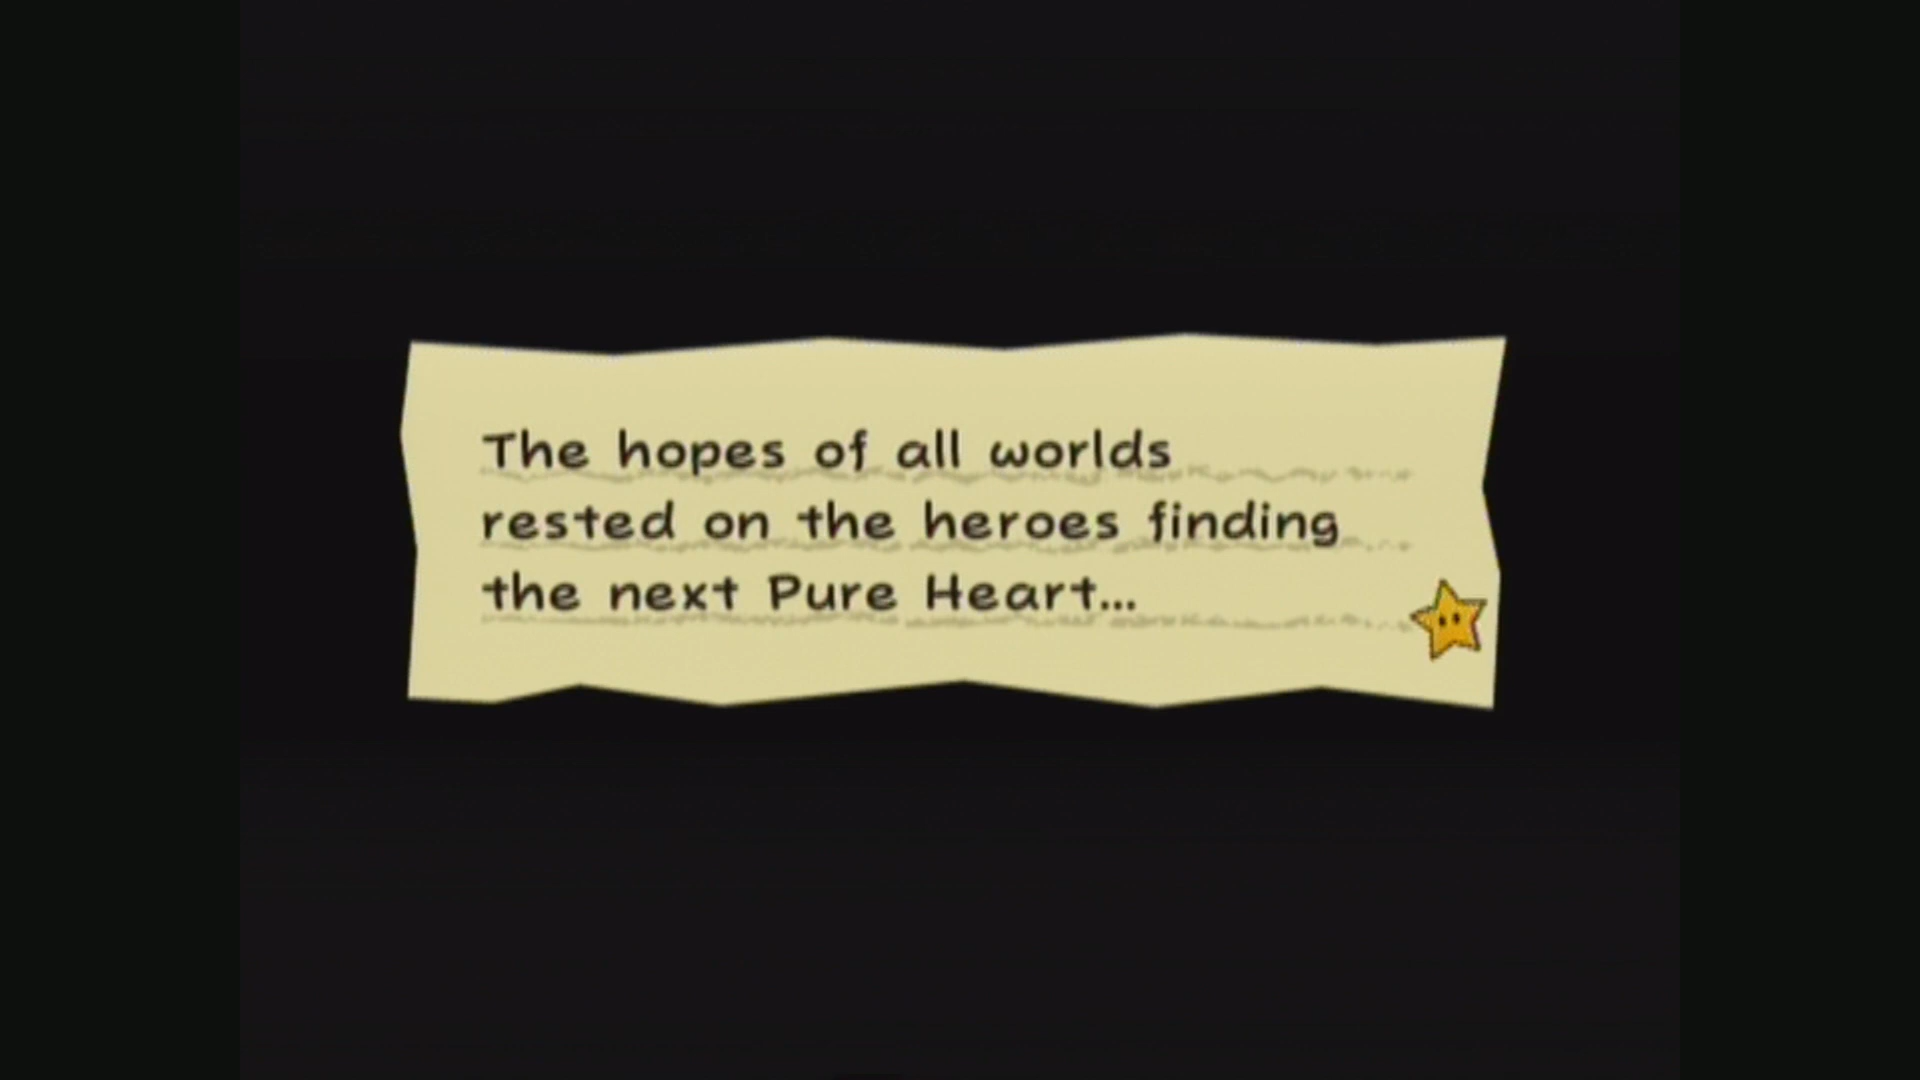 The hopes of all worlds
rested on the heroes finding
the next Pure Heart...